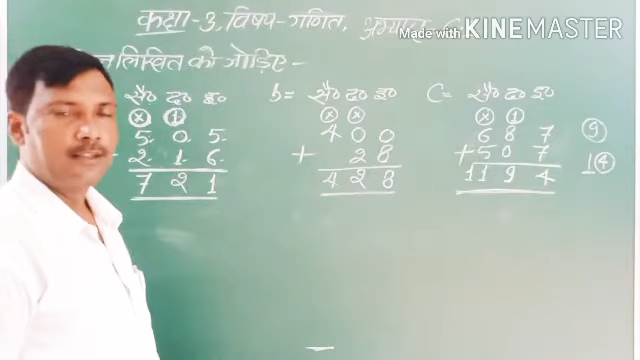 कक्षा-3, विषय-गणित,
Made with KINEMASTER
लिखित को जोड़िए-
सै० द० इ० b= सै० द० इ० C= सै० द० इ०
× 1 × × × 1
5 0 5 4 0 0 6 8 7 9
2 1 6 + 2 8 +5 0 7 14
7 2 1 4 2 8 11 9 4